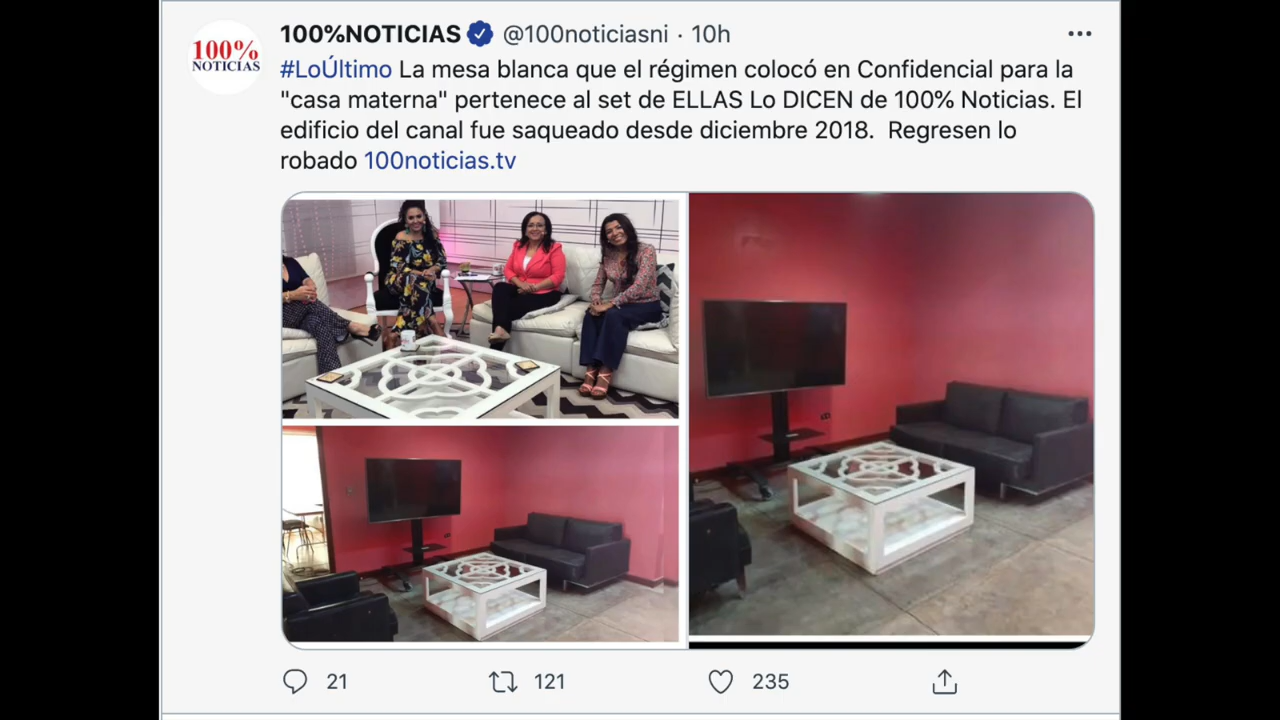 100%NOTICIAS @100noticiasni · 10h
100%
NOTICIAS
#LoÚltimo La mesa blanca que el régimen colocó en Confidencial para la
"casa materna" pertenece al set de ELLAS Lo DICEN de 100% Noticias. El
edificio del canal fue saqueado desde diciembre 2018.  Regresen lo
robado 100noticias.tv
21 121 235